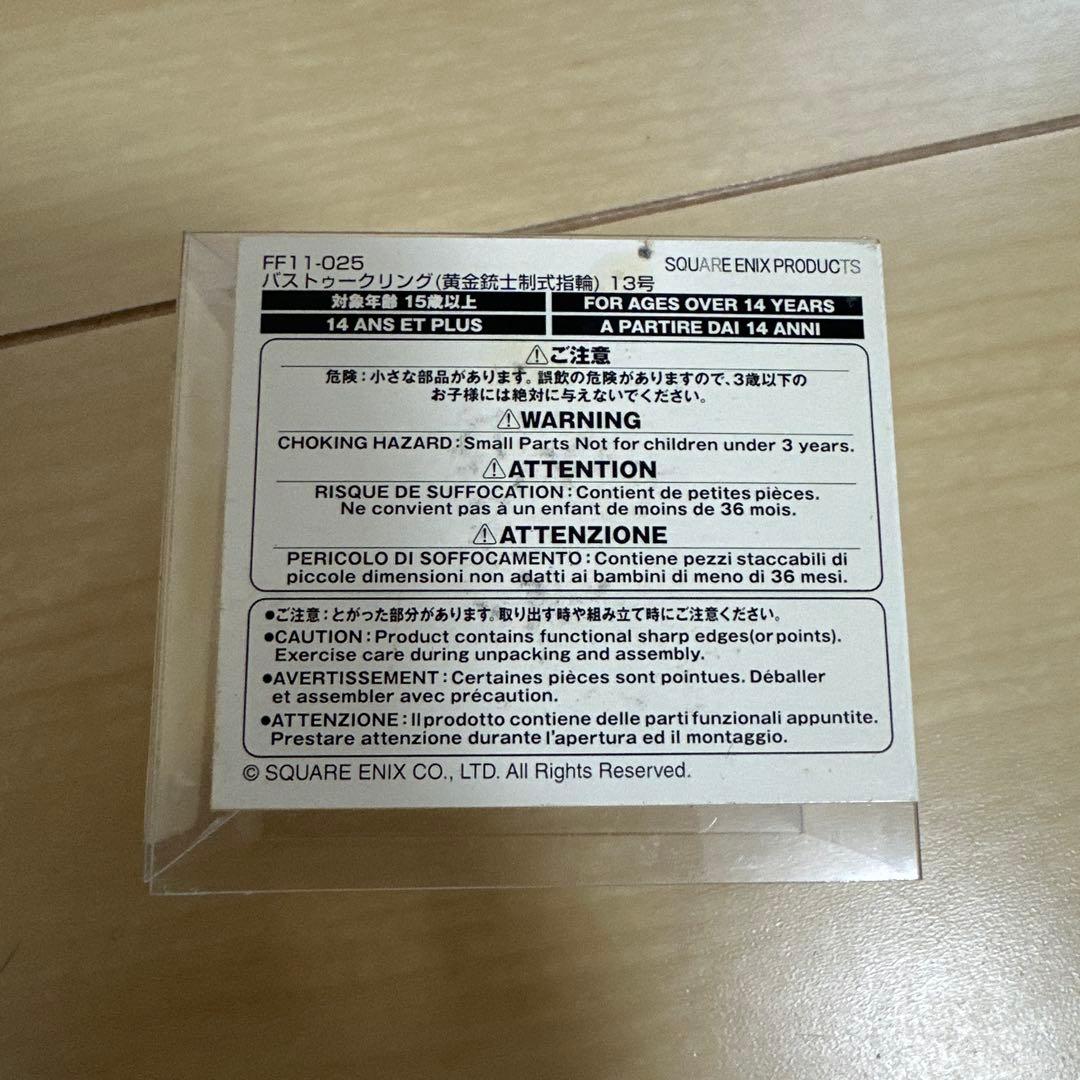 FF11-025
SQUARE ENIX PRODUCTS
バストゥークリング(黄金銃士制式指輪) 13号
対象年齢 15歳以上
FOR AGES OVER 14 YEARS
14 ANS ET PLUS
A PARTIRE DAI 14 ANNI
⚠ご注意
危険：小さな部品があります。誤飲の危険がありますので、3歳以下の
お子様には絶対に与えないでください。
⚠WARNING
CHOKING HAZARD：Small Parts Not for children under 3 years.
⚠ATTENTION
RISQUE DE SUFFOCATION：Contient de petites pièces.
Ne convient pas à un enfant de moins de 36 mois.
⚠ATTENZIONE
PERICOLO DI SOFFOCAMENTO：Contiene pezzi staccabili di
piccole dimensioni non adatti ai bambini di meno di 36 mesi.
●ご注意：とがった部分があります。取り出す時や組み立て時にご注意ください。
●CAUTION：Product contains functional sharp edges(or points).
Exercise care during unpacking and assembly.
●AVERTISSEMENT：Certaines pièces sont pointues. Déballer
et assembler avec précaution.
●ATTENZIONE：Il prodotto contiene delle parti funzionali appuntite.
Prestare attenzione durante l'apertura ed il montaggio.
© SQUARE ENIX CO., LTD. All Rights Reserved.